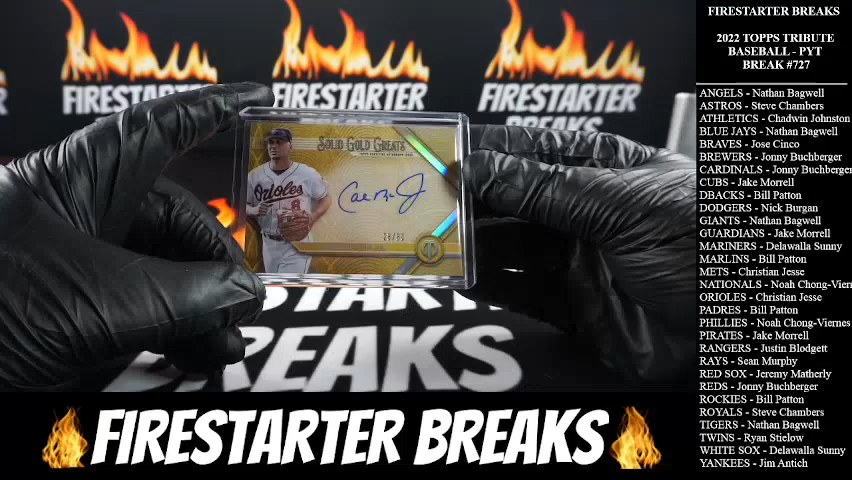 FIRESTARTER
BREAKS
FIRESTARTER
FIRESTARTER
BREAKS
SOLID GOLD GREATS
Orioles
8
BREAKS
FIRESTARTER BREAKS
FIRESTARTER BREAKS
2022 TOPPS TRIBUTE
BASEBALL - PYT
BREAK #727
ANGELS - Nathan Bagwell
ASTROS - Steve Chambers
ATHLETICS - Chadwin Johnston
BLUE JAYS - Nathan Bagwell
BRAVES - Jose Cinco
BREWERS - Jonny Buchberger
CARDINALS - Jonny Buchberger
CUBS - Jake Morrell
DBACKS - Bill Patton
DODGERS - Nick Burgan
GIANTS - Nathan Bagwell
GUARDIANS - Jake Morrell
MARINERS - Delawalla Sunny
MARLINS - Bill Patton
METS - Christian Jesse
NATIONALS - Noah Chong-Viern
ORIOLES - Christian Jesse
PADRES - Bill Patton
PHILLIES - Noah Chong-Viernes
PIRATES - Jake Morrell
RANGERS - Justin Blodgett
RAYS - Sean Murphy
RED SOX - Jeremy Matherly
REDS - Jonny Buchberger
ROCKIES - Bill Patton
ROYALS - Steve Chambers
TIGERS - Nathan Bagwell
TWINS - Ryan Stielow
WHITE SOX - Delawalla Sunny
YANKEES - Jim Antich